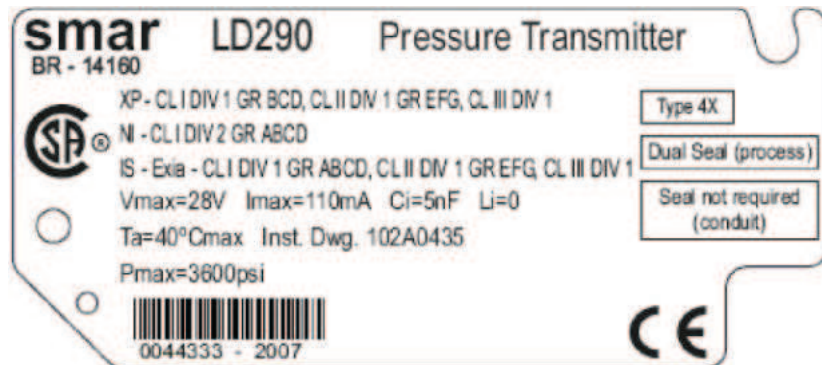 smar LD290 Pressure Transmitter
BR - 14160
XP - CL I DIV 1 GR BCD, CL II DIV 1 GR EFG, CL III DIV 1
Type 4X
SA ®
NI - CL I DIV 2 GR ABCD
Dual Seal (process)
IS - Exia - CL I DIV 1 GR ABCD, CL II DIV 1 GR EFG, CL III DIV 1
Vmax=28V Imax=110mA Ci=5nF Li=0
Seal not required
(conduit)
Ta=40ºCmax Inst. Dwg. 102A0435
Pmax=3600psi
0044333 - 2007
CE